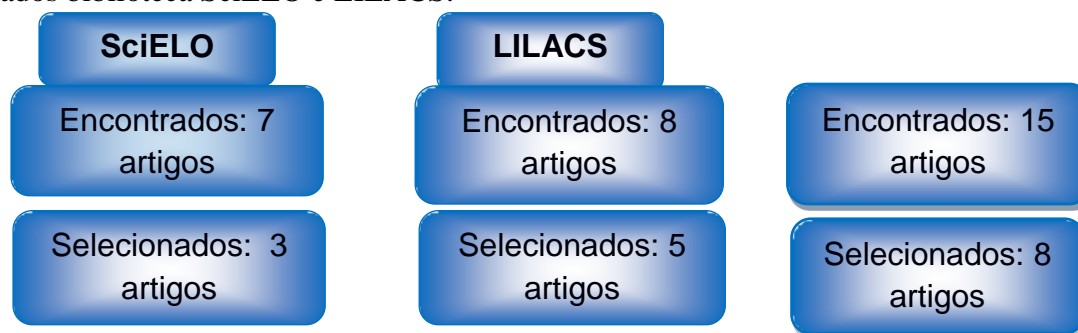 SciELO
LILACS
Encontrados: 7
artigos
Encontrados: 8
artigos
Encontrados: 15
artigos
Selecionados: 3
artigos
Selecionados: 5
artigos
Selecionados: 8
artigos